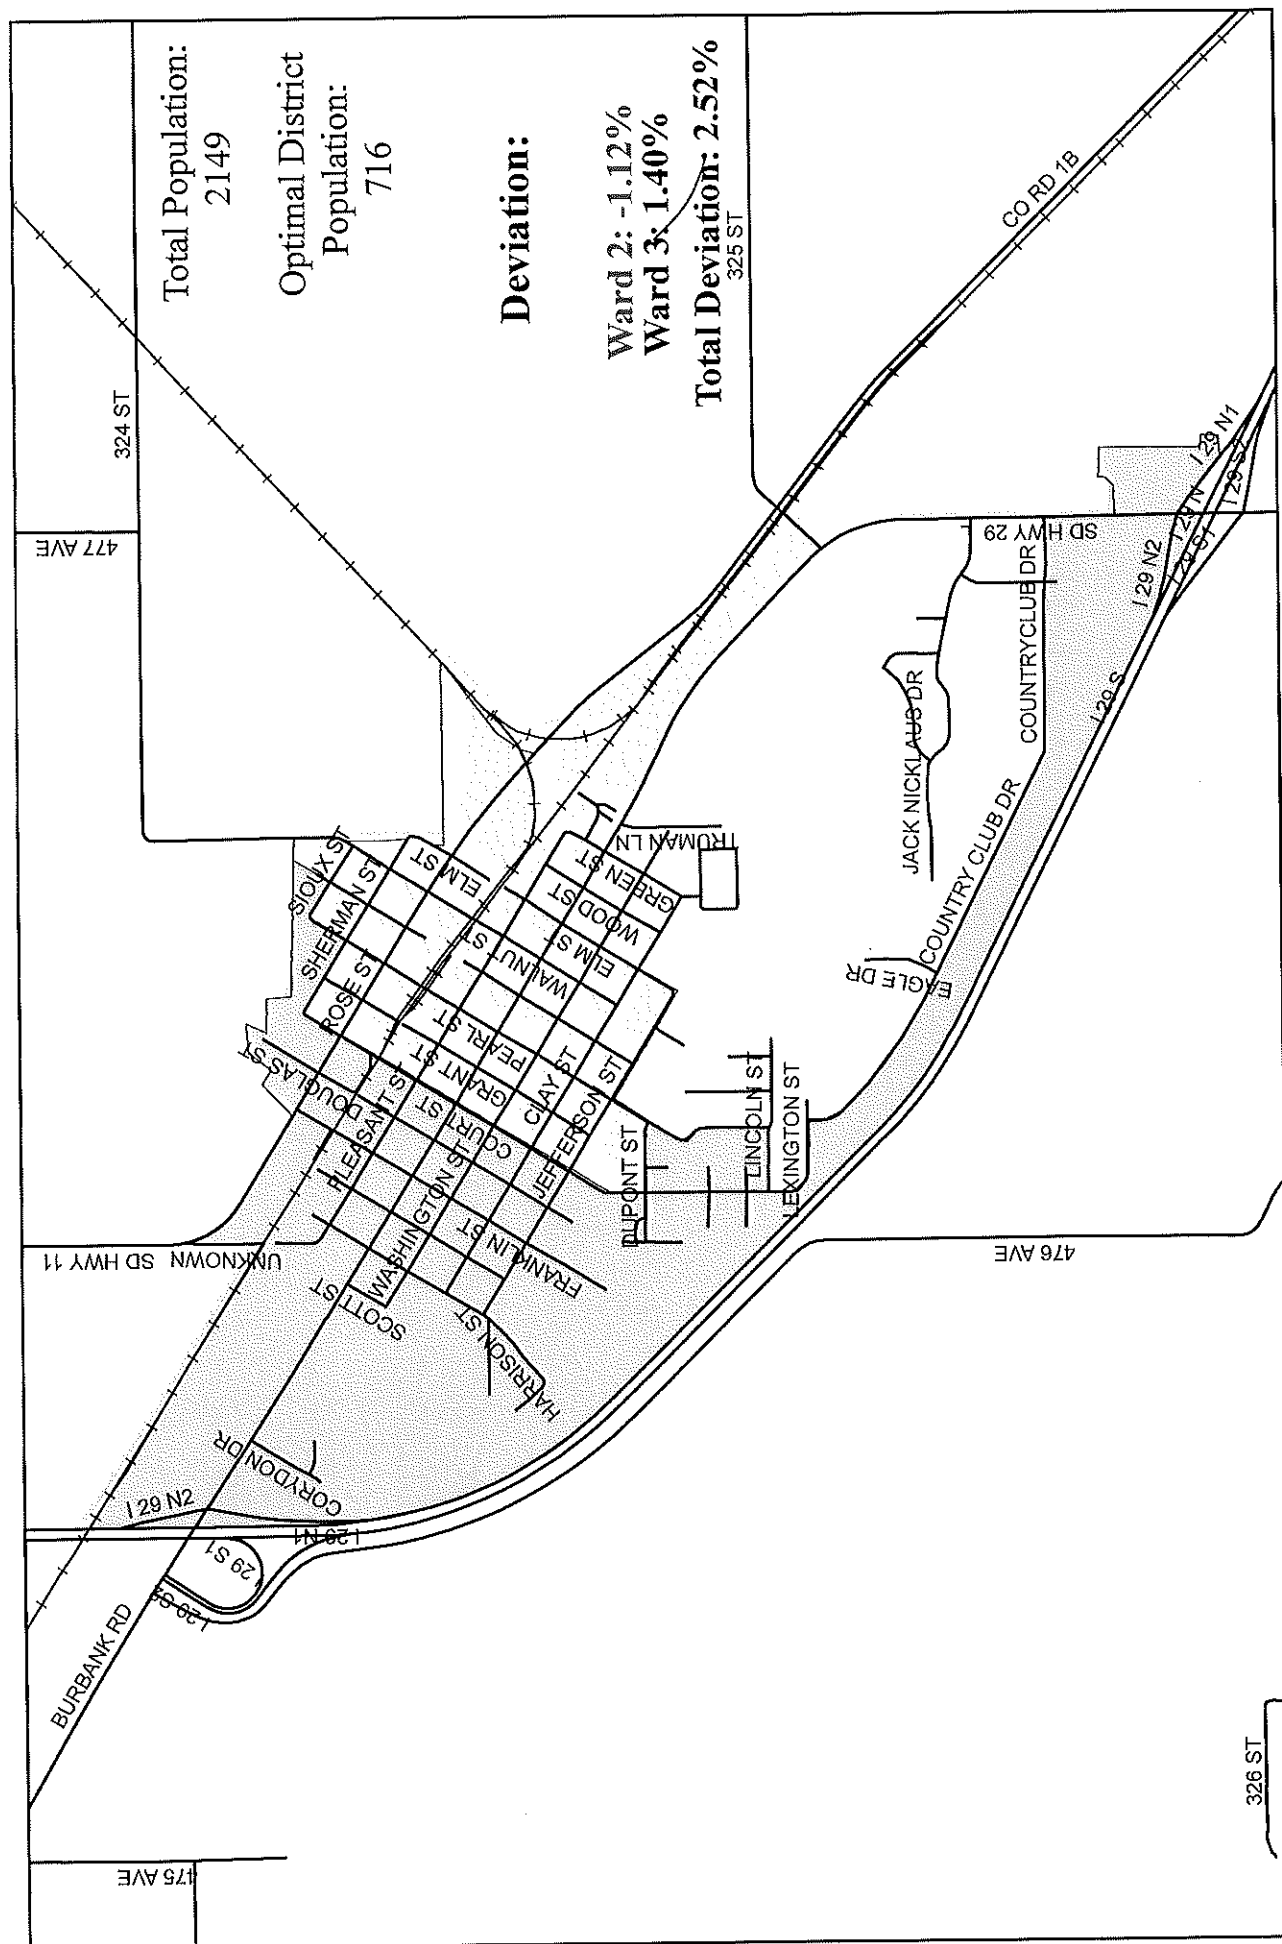 Total Population:
2149
Optimal District
Population:
716
Deviation:
Ward 2: -1.12%
Ward 3: 1.40%
Total Deviation: 2.52%
324 ST
477 AVE
325 ST
CO RD 1B
I 29 N1
I 29 N
I 29 S2
I 29 S1
I 29 N2
SD HWY 29
COUNTRYCLUB DR
I 29 S
JACK NICKLAUS DR
COUNTRY CLUB DR
EAGLE DR
TRUMAN LN
GREEN ST
WOOD ST
ELM ST
WALNUT ST
ELM ST
SIOUX ST
SHERMAN ST
ROSE ST
PEARL ST
GRANT ST
CLAY ST
JEFFERSON ST
COURT ST
DOUGLAS ST
PLEASANT ST
WASHINGTON ST
FRANKLIN ST
SCOTT ST
HARRISON ST
DUPONT ST
LINCOLN ST
LEXINGTON ST
476 AVE
UNKNOWN SD HWY 11
CORYDON DR
I 29 N2
I 29 N1
I 29 S1
I 29 S2
BURBANK RD
475 AVE
326 ST